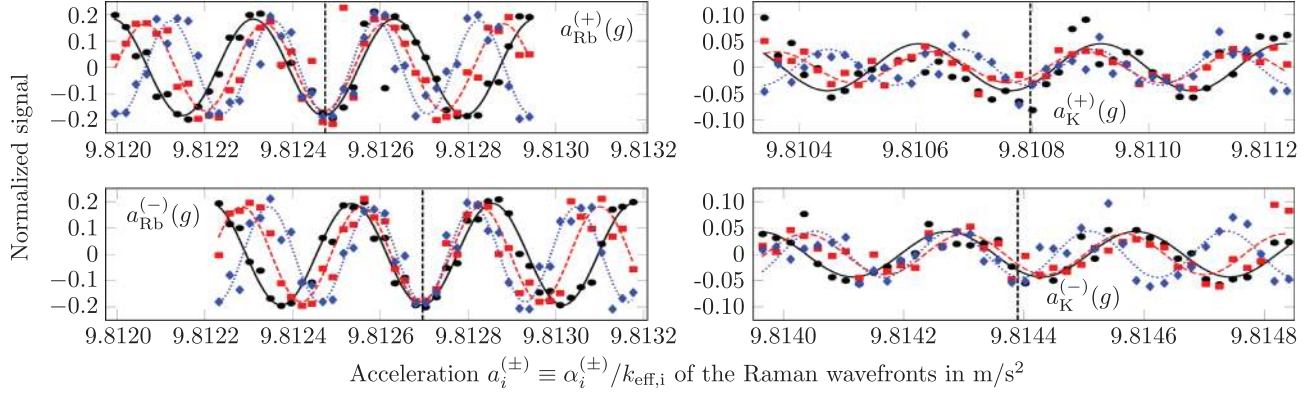 Normalized signal
0.2
0.1
0
−0.1
−0.2
a_Rb^(+)(g)
9.8120 9.8122 9.8124 9.8126 9.8128 9.8130 9.8132
0.10
0.05
0.00
-0.05
-0.10
a_K^(+)(g)
9.8104 9.8106 9.8108 9.8110 9.8112
0.2
0.1
0
−0.1
−0.2
a_Rb^(-)(g)
9.8120 9.8122 9.8124 9.8126 9.8128 9.8130 9.8132
0.10
0.05
0.00
-0.05
-0.10
a_K^(-)(g)
9.8140 9.8142 9.8144 9.8146 9.8148
Acceleration a_i^(±) ≡ α_i^(±)/k_eff,i of the Raman wavefronts in m/s²